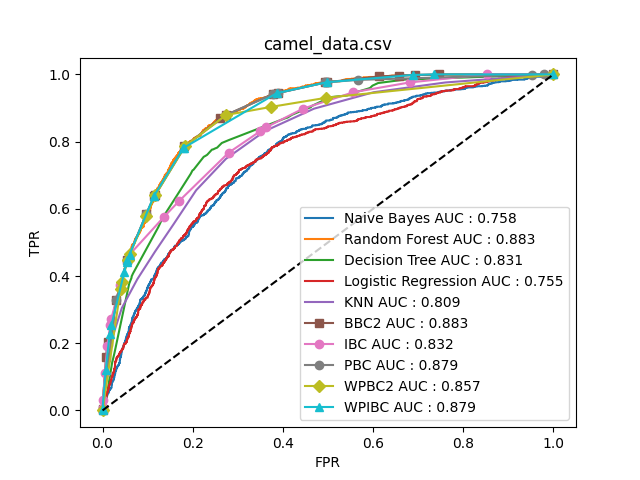 camel_data.csv
1.0
0.8
0.6
0.4
0.2
0.0
TPR
0.0
0.2
0.4
0.6
0.8
1.0
FPR
Naive Bayes AUC : 0.758
Random Forest AUC : 0.883
Decision Tree AUC : 0.831
Logistic Regression AUC : 0.755
KNN AUC : 0.809
BBC2 AUC : 0.883
IBC AUC : 0.832
PBC AUC : 0.879
WPBC2 AUC : 0.857
WPIBC AUC : 0.879